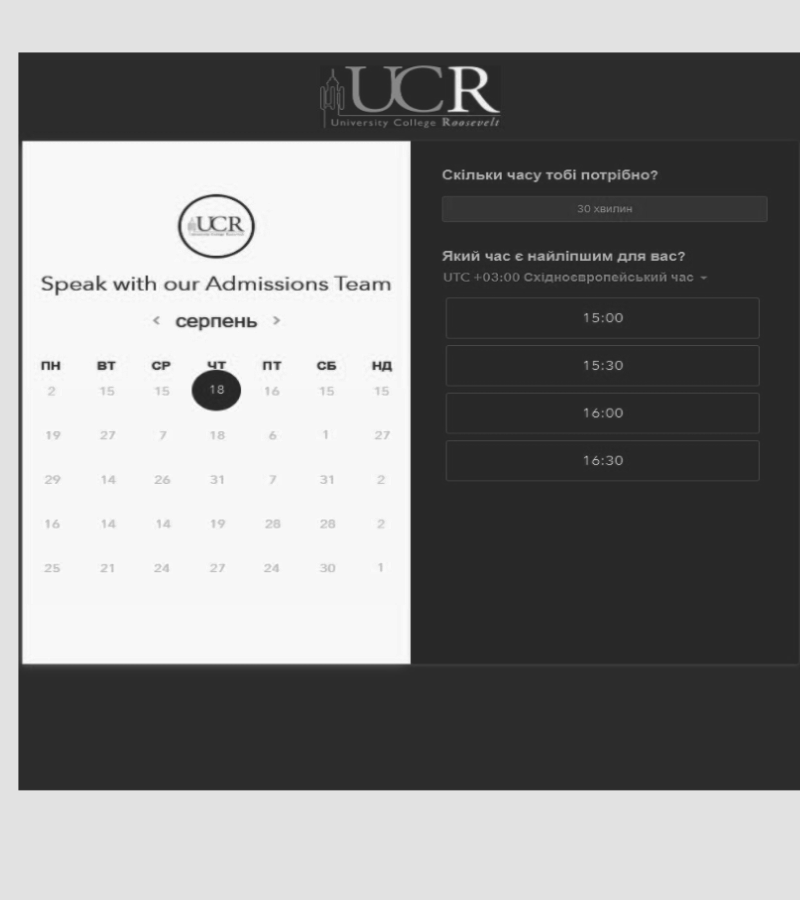 UCR
University College Roosevelt
UCR
Speak with our Admissions Team
< серпень >
ПН ВТ СР ЧТ ПТ СБ НД
2 15 15 18 16 15 15
19 27 7 18 6 1 27
29 14 26 31 7 31 2
16 14 14 19 28 28 2
25 21 24 27 24 30 1
Скільки часу тобі потрібно?
30 хвилин
Який час є найліпшим для вас?
UTC +03:00 Східноєвропейський час
15:00
15:30
16:00
16:30